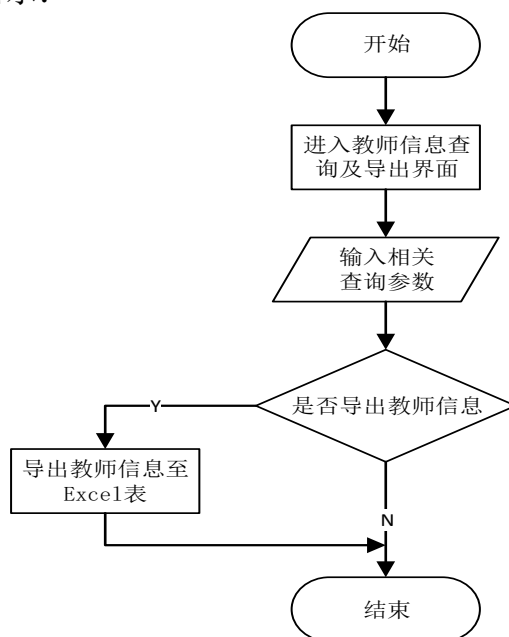 开始
进入教师信息查
询及导出界面
输入相关
查询参数
是否导出教师信息
Y
导出教师信息至
Excel表
N
结束